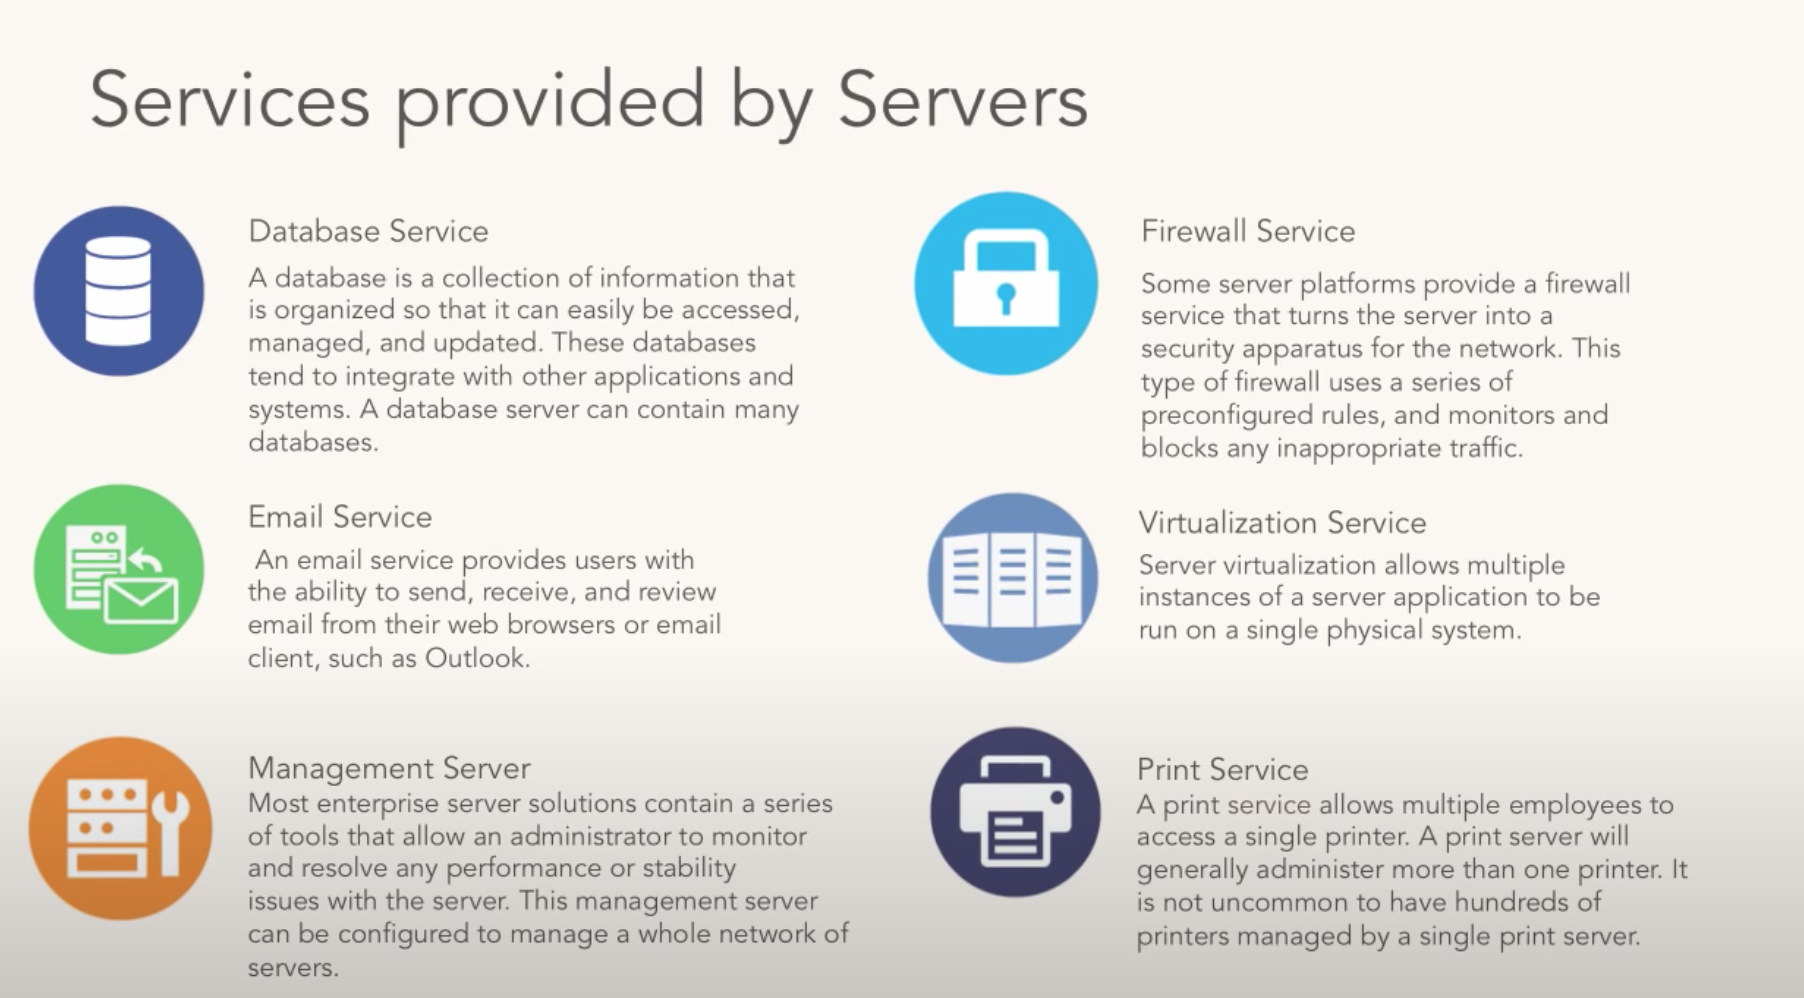 Services provided by Servers
Database Service
A database is a collection of information that
is organized so that it can easily be accessed,
managed, and updated. These databases
tend to integrate with other applications and
systems. A database server can contain many
databases.
Email Service
An email service provides users with
the ability to send, receive, and review
email from their web browsers or email
client, such as Outlook.
Management Server
Most enterprise server solutions contain a series
of tools that allow an administrator to monitor
and resolve any performance or stability
issues with the server. This management server
can be configured to manage a whole network of
servers.
Firewall Service
Some server platforms provide a firewall
service that turns the server into a
security apparatus for the network. This
type of firewall uses a series of
preconfigured rules, and monitors and
blocks any inappropriate traffic.
Virtualization Service
Server virtualization allows multiple
instances of a server application to be
run on a single physical system.
Print Service
A print service allows multiple employees to
access a single printer. A print server will
generally administer more than one printer. It
is not uncommon to have hundreds of
printers managed by a single print server.